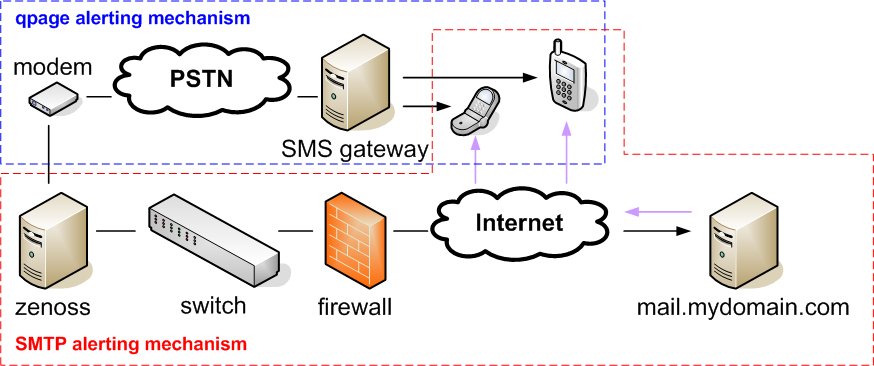 qpage alerting mechanism
modem
PSTN
SMS gateway
Internet
zenoss
switch
firewall
mail.mydomain.com
SMTP alerting mechanism